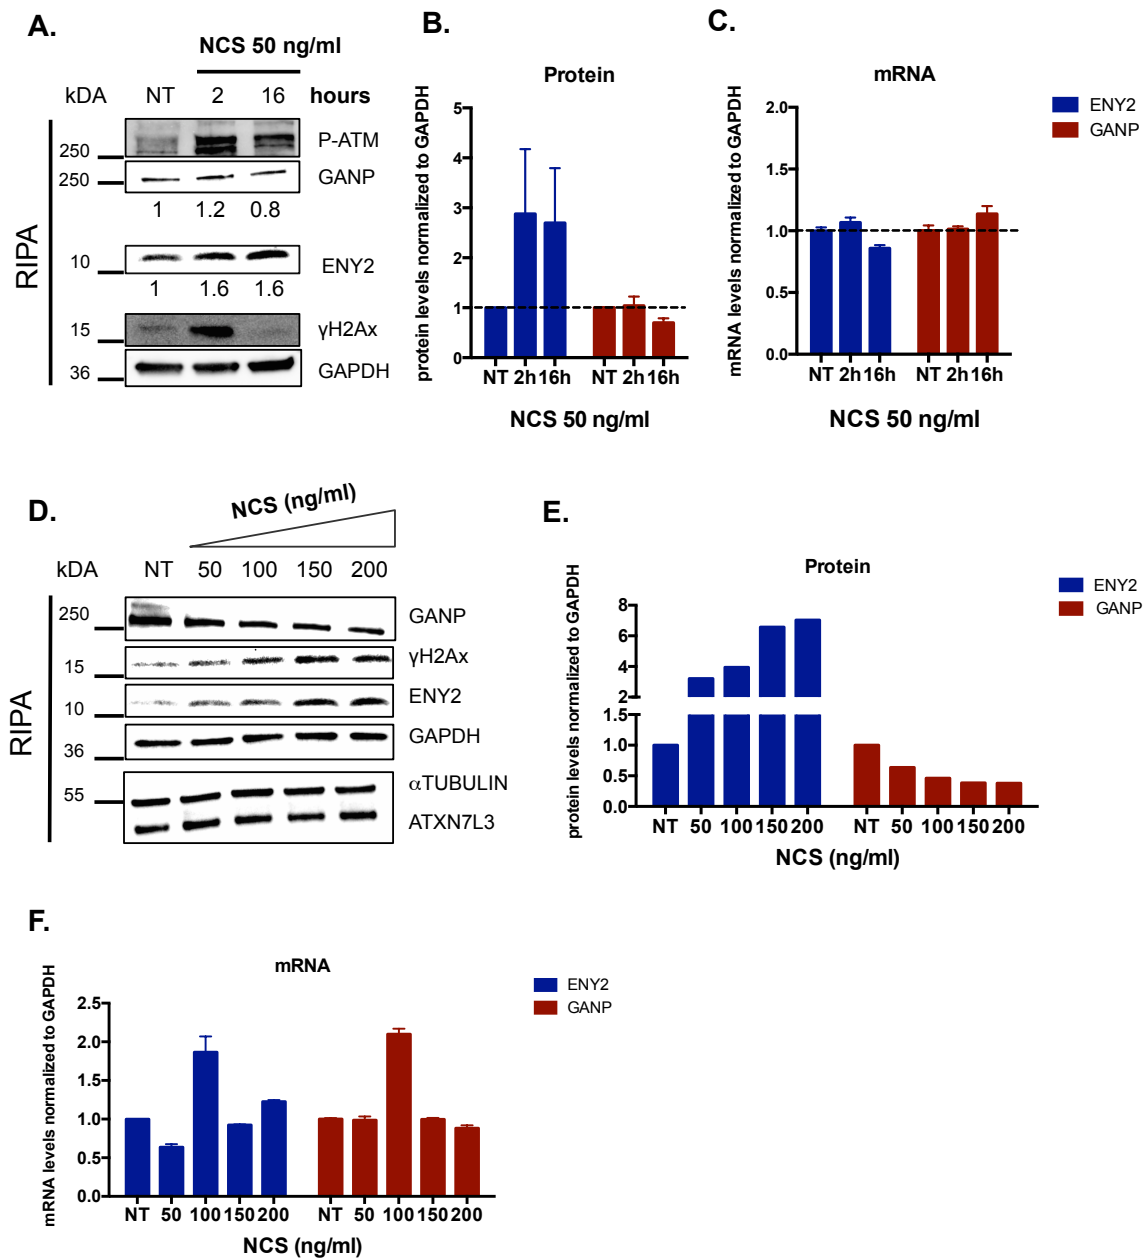 A.
NCS 50 ng/ml
kDA NT 2 16 hours
RIPA
250 P-ATM
250 GANP
1 1.2 0.8
10 ENY2
1 1.6 1.6
15 γH2Ax
36 GAPDH
B.
Protein
protein levels normalized to GAPDH
5
4
3
2
1
0
NT 2h 16h NT 2h 16h
NCS 50 ng/ml
C.
mRNA
mRNA levels normalized to GAPDH
2.0
1.5
1.0
0.5
0.0
NT 2h 16h NT 2h 16h
NCS 50 ng/ml
ENY2
GANP
D.
NCS (ng/ml)
kDA NT 50 100 150 200
RIPA
250 GANP
15 γH2Ax
10 ENY2
36 GAPDH
55 αTUBULIN
ATXN7L3
E.
Protein
protein levels normalized to GAPDH
8
6
4
2
1.5
1.0
0.5
0.0
NT 50 100 150 200 NT 50 100 150 200
NCS (ng/ml)
ENY2
GANP
F.
mRNA
mRNA levels normalized to GAPDH
2.5
2.0
1.5
1.0
0.5
0.0
NT 50 100 150 200 NT 50 100 150 200
NCS (ng/ml)
ENY2
GANP